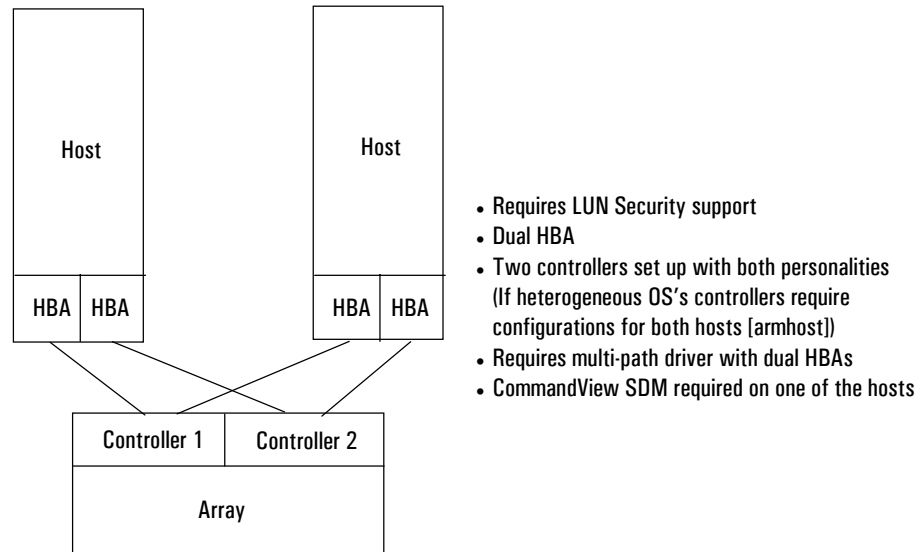 Host
Host
HBA HBA
HBA HBA
Controller 1 Controller 2
Array
• Requires LUN Security support
• Dual HBA
• Two controllers set up with both personalities
(If heterogeneous OS's controllers require
configurations for both hosts [armhost])
• Requires multi-path driver with dual HBAs
• CommandView SDM required on one of the hosts